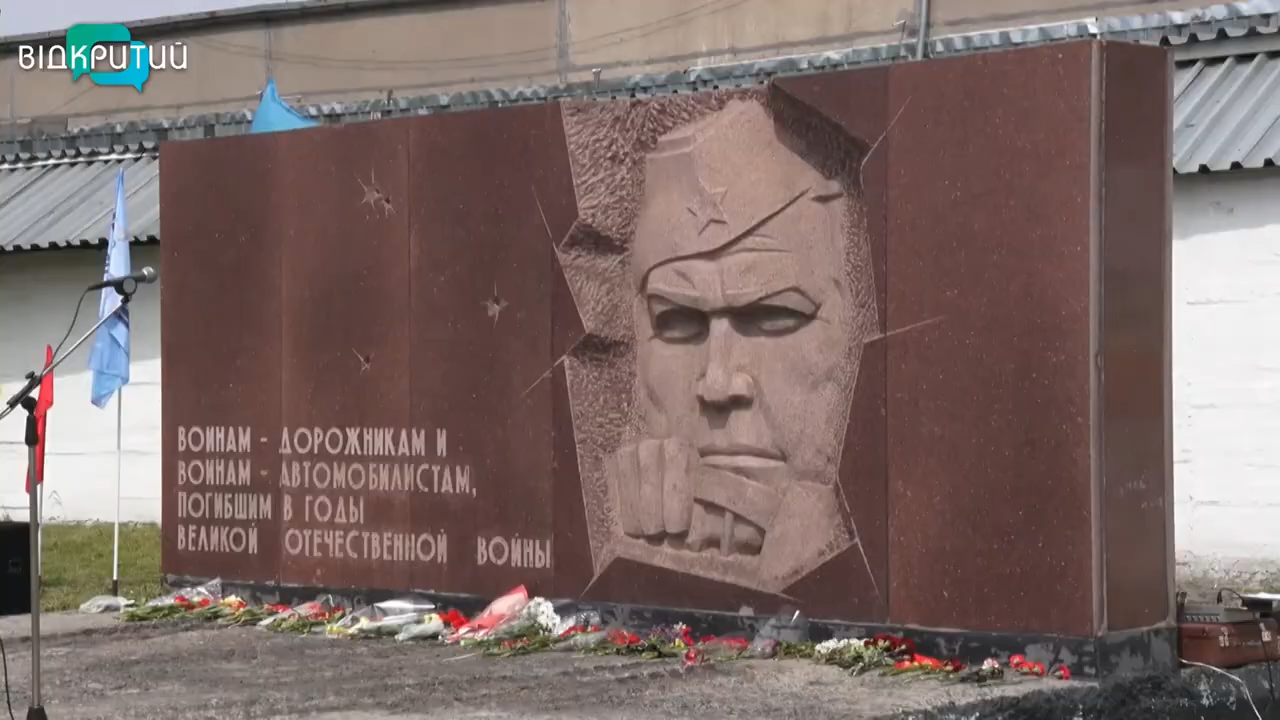 ВІДКРИТИЙ
ВОИНАМ - ДОРОЖНИКАМ И
ВОИНАМ - АВТОМОБИЛИСТАМ,
ПОГИБШИМ В ГОДЫ
ВЕЛИКОЙ ОТЕЧЕСТВЕННОЙ ВОЙНЫ